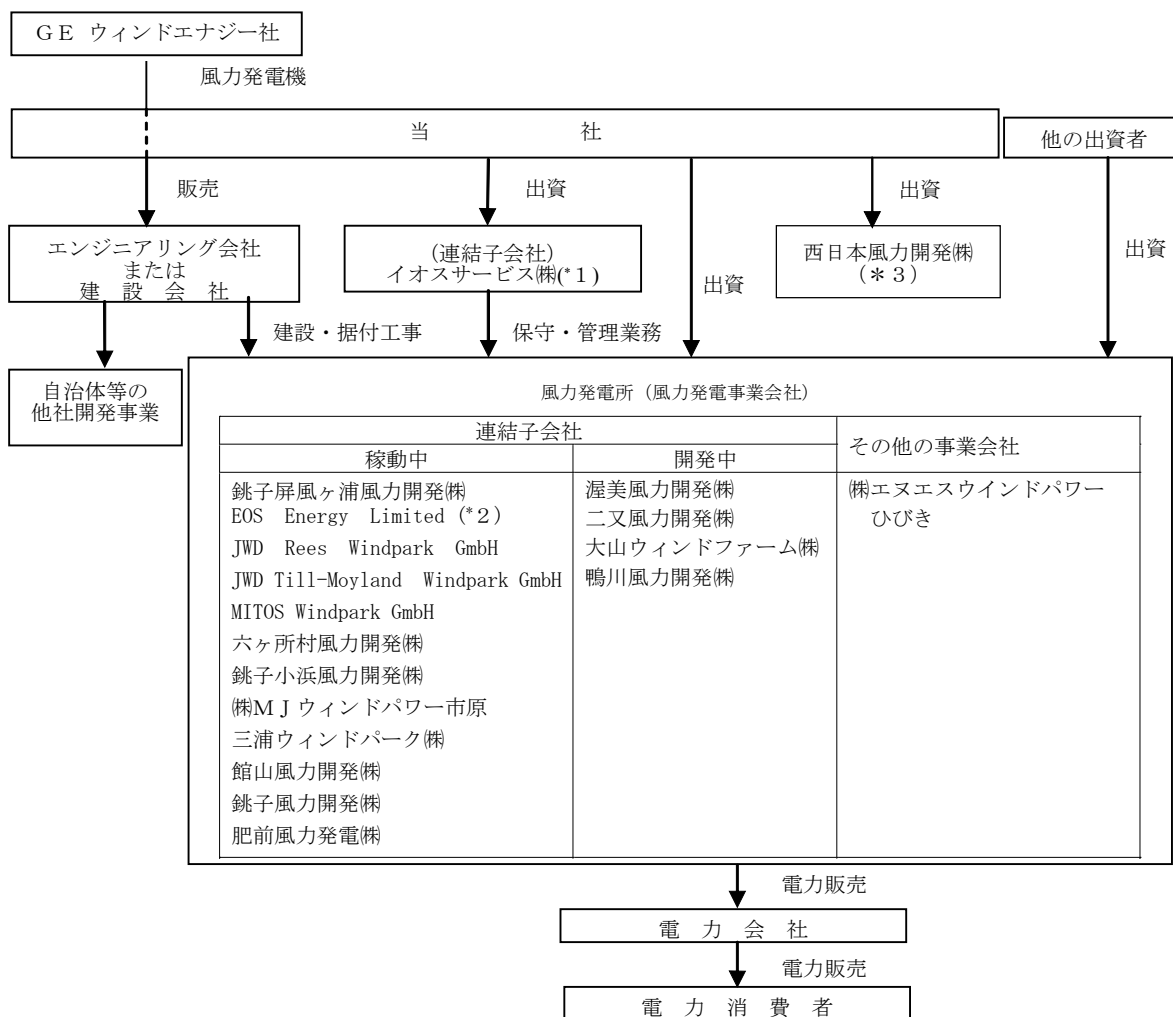 ＧＥ ウィンドエナジー社
風力発電機
当　　　社
他の出資者
販売
出資
出資
エンジニアリング会社
または
建　設　会　社
(連結子会社)
イオスサービス㈱(*１)
出資
西日本風力開発㈱
(＊３)
出資
建設・据付工事
保守・管理業務
自治体等の
他社開発事業
風力発電所（風力発電事業会社）
連結子会社
その他の事業会社
稼動中
開発中
銚子屏風ヶ浦風力開発㈱
EOS Energy Limited (*２)
JWD Rees Windpark GmbH
JWD Till-Moyland Windpark GmbH
MITOS Windpark GmbH
六ヶ所村風力開発㈱
銚子小浜風力開発㈱
㈱ＭＪウィンドパワー市原
三浦ウィンドパーク㈱
館山風力開発㈱
銚子風力開発㈱
肥前風力発電㈱
渥美風力開発㈱
二又風力開発㈱
大山ウィンドファーム㈱
鴨川風力開発㈱
㈱エヌエスウインドパワー
ひびき
電力販売
電　力　会　社
電力販売
電　力　消　費　者